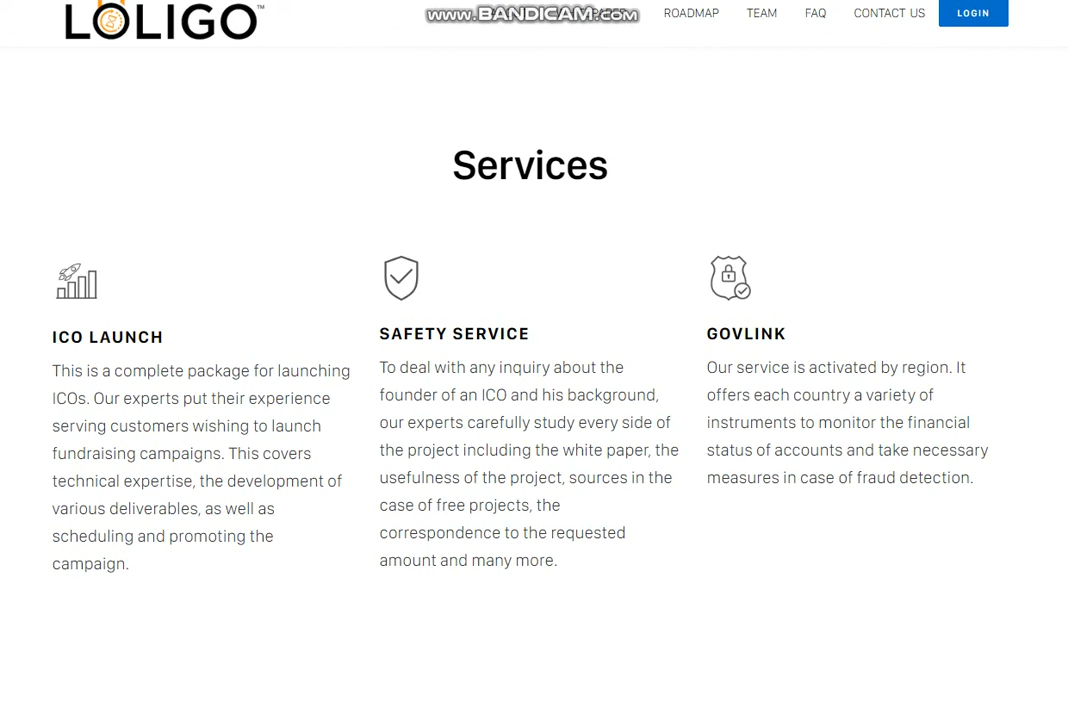 LOLIGO™
www.BANDICAM.com
ROADMAP
TEAM
FAQ
CONTACT US
LOGIN
Services
ICO LAUNCH
This is a complete package for launching
ICOs. Our experts put their experience
serving customers wishing to launch
fundraising campaigns. This covers
technical expertise, the development of
various deliverables, as well as
scheduling and promoting the
campaign.
SAFETY SERVICE
To deal with any inquiry about the
founder of an ICO and his background,
our experts carefully study every side of
the project including the white paper, the
usefulness of the project, sources in the
case of free projects, the
correspondence to the requested
amount and many more.
GOVLINK
Our service is activated by region. It
offers each country a variety of
instruments to monitor the financial
status of accounts and take necessary
measures in case of fraud detection.